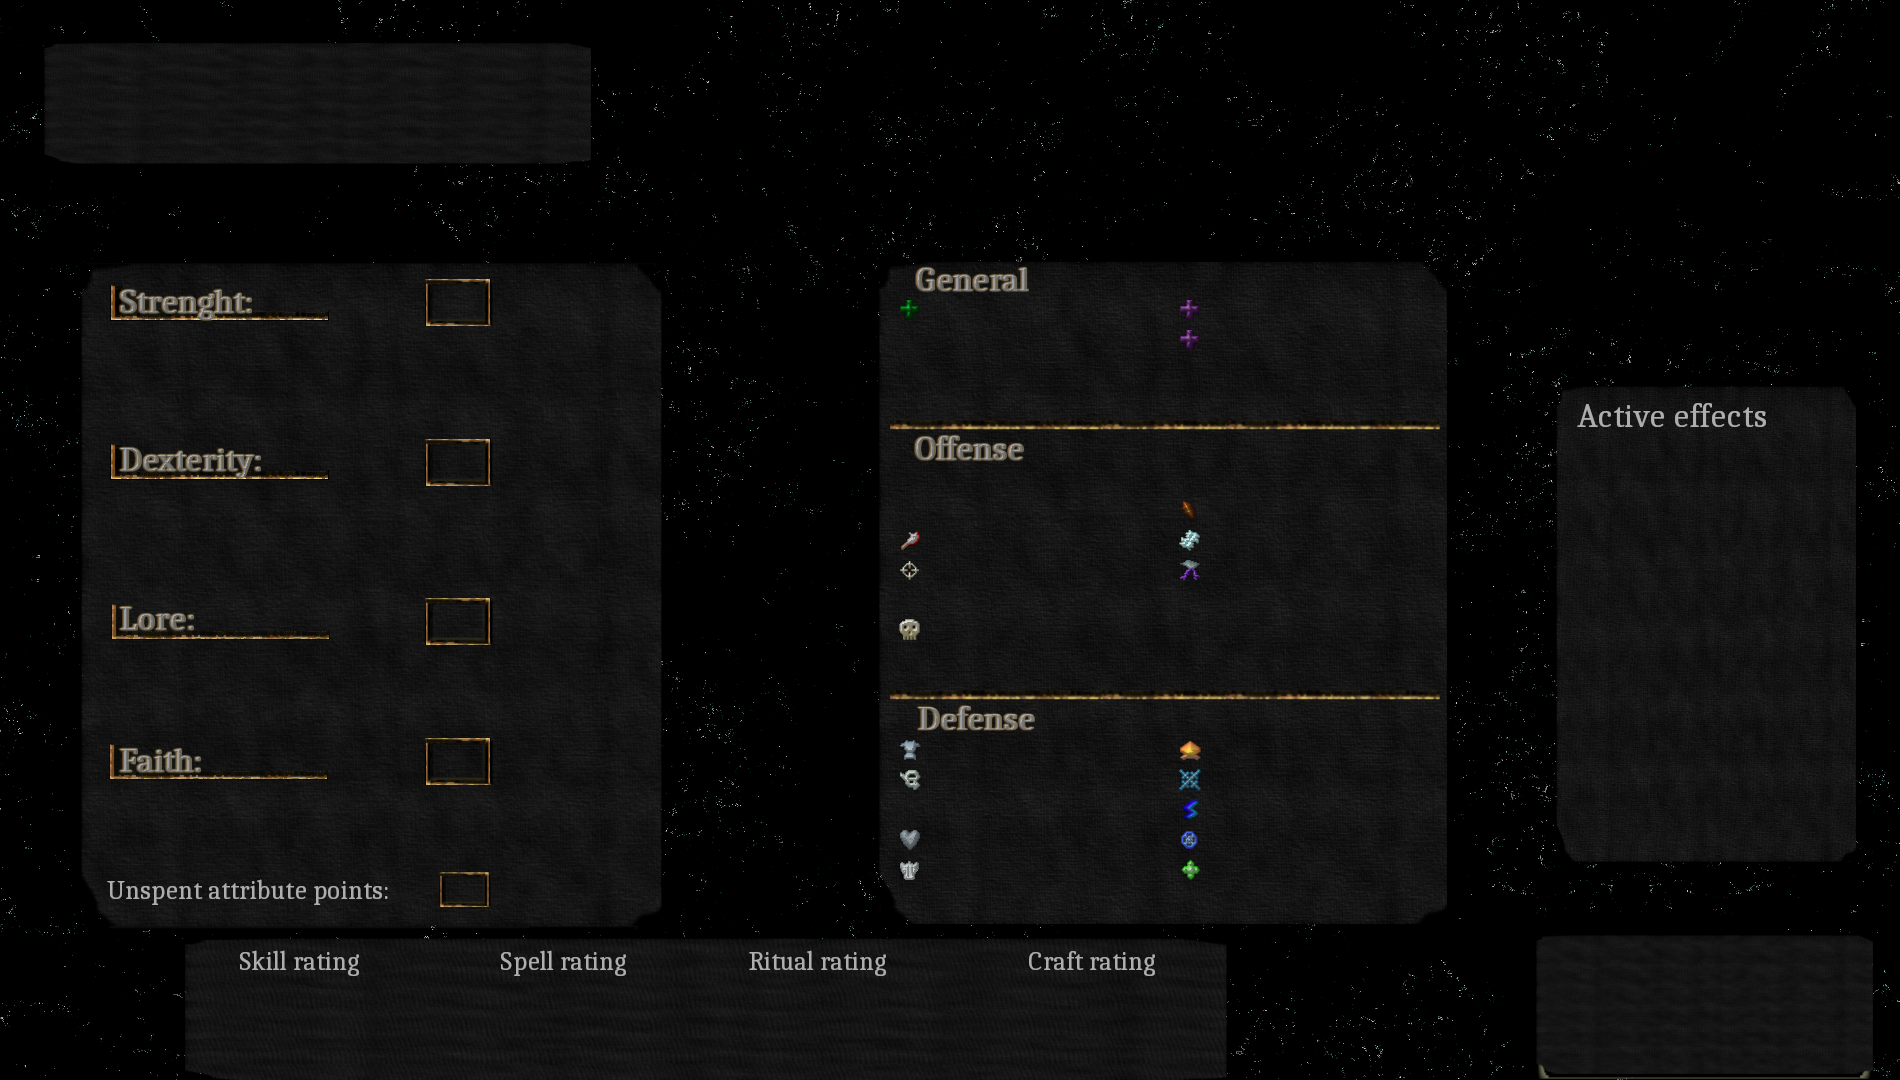 Strenght:
Dexterity:
Lore:
Faith:
Unspent attribute points:
General
Offense
Defense
Active effects
Skill rating
Spell rating
Ritual rating
Craft rating